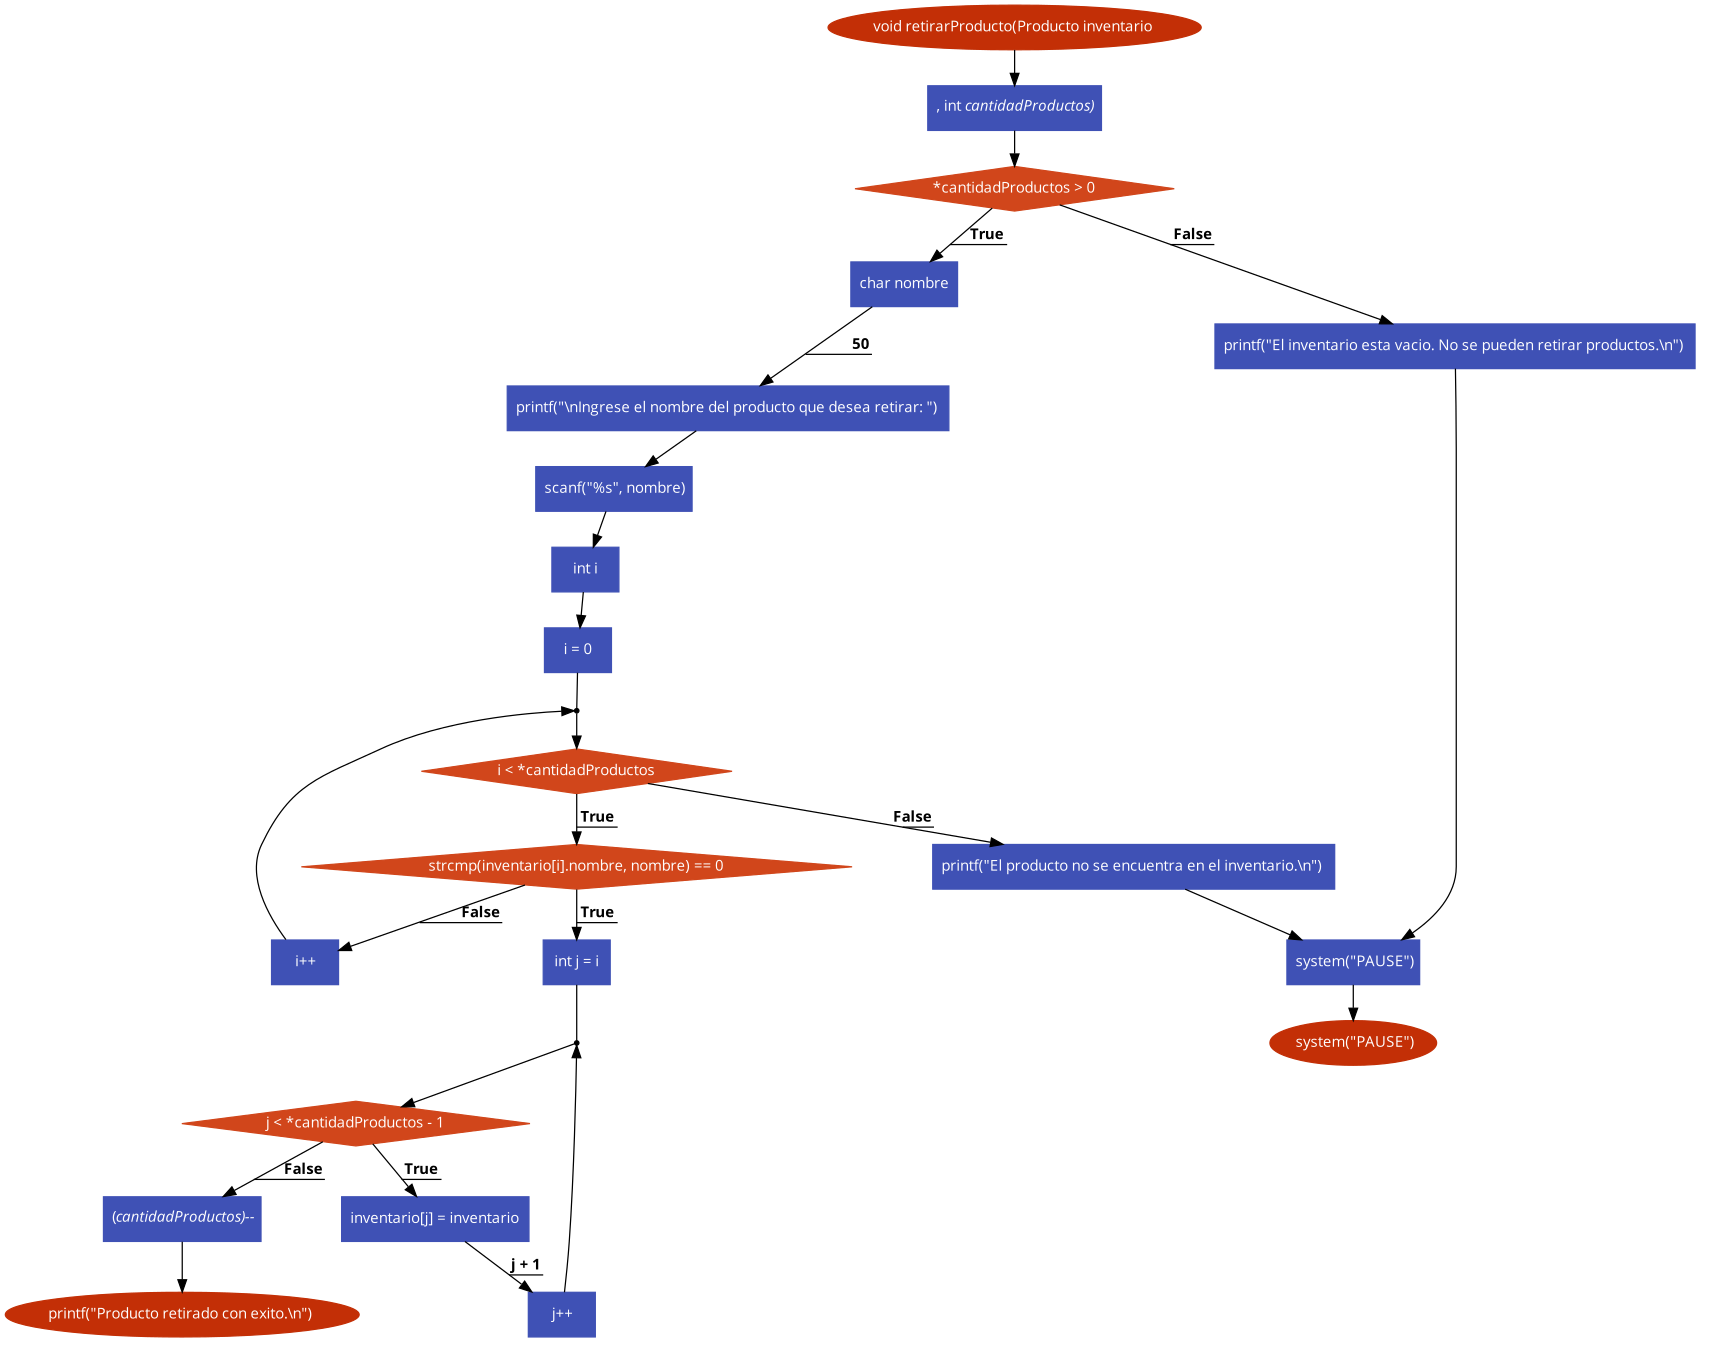 void retirarProducto(Producto inventario
, int cantidadProductos)
*cantidadProductos > 0
True
False
char nombre
50
printf("El inventario esta vacio. No se pueden retirar productos.\n")
printf("\nIngrese el nombre del producto que desea retirar: ")
scanf("%s", nombre)
int i
i = 0
i < *cantidadProductos
True
False
strcmp(inventario[i].nombre, nombre) == 0
printf("El producto no se encuentra en el inventario.\n")
False
True
i++
int j = i
system("PAUSE")
system("PAUSE")
j < *cantidadProductos - 1
False
True
(cantidadProductos)--
inventario[j] = inventario
j + 1
printf("Producto retirado con exito.\n")
j++